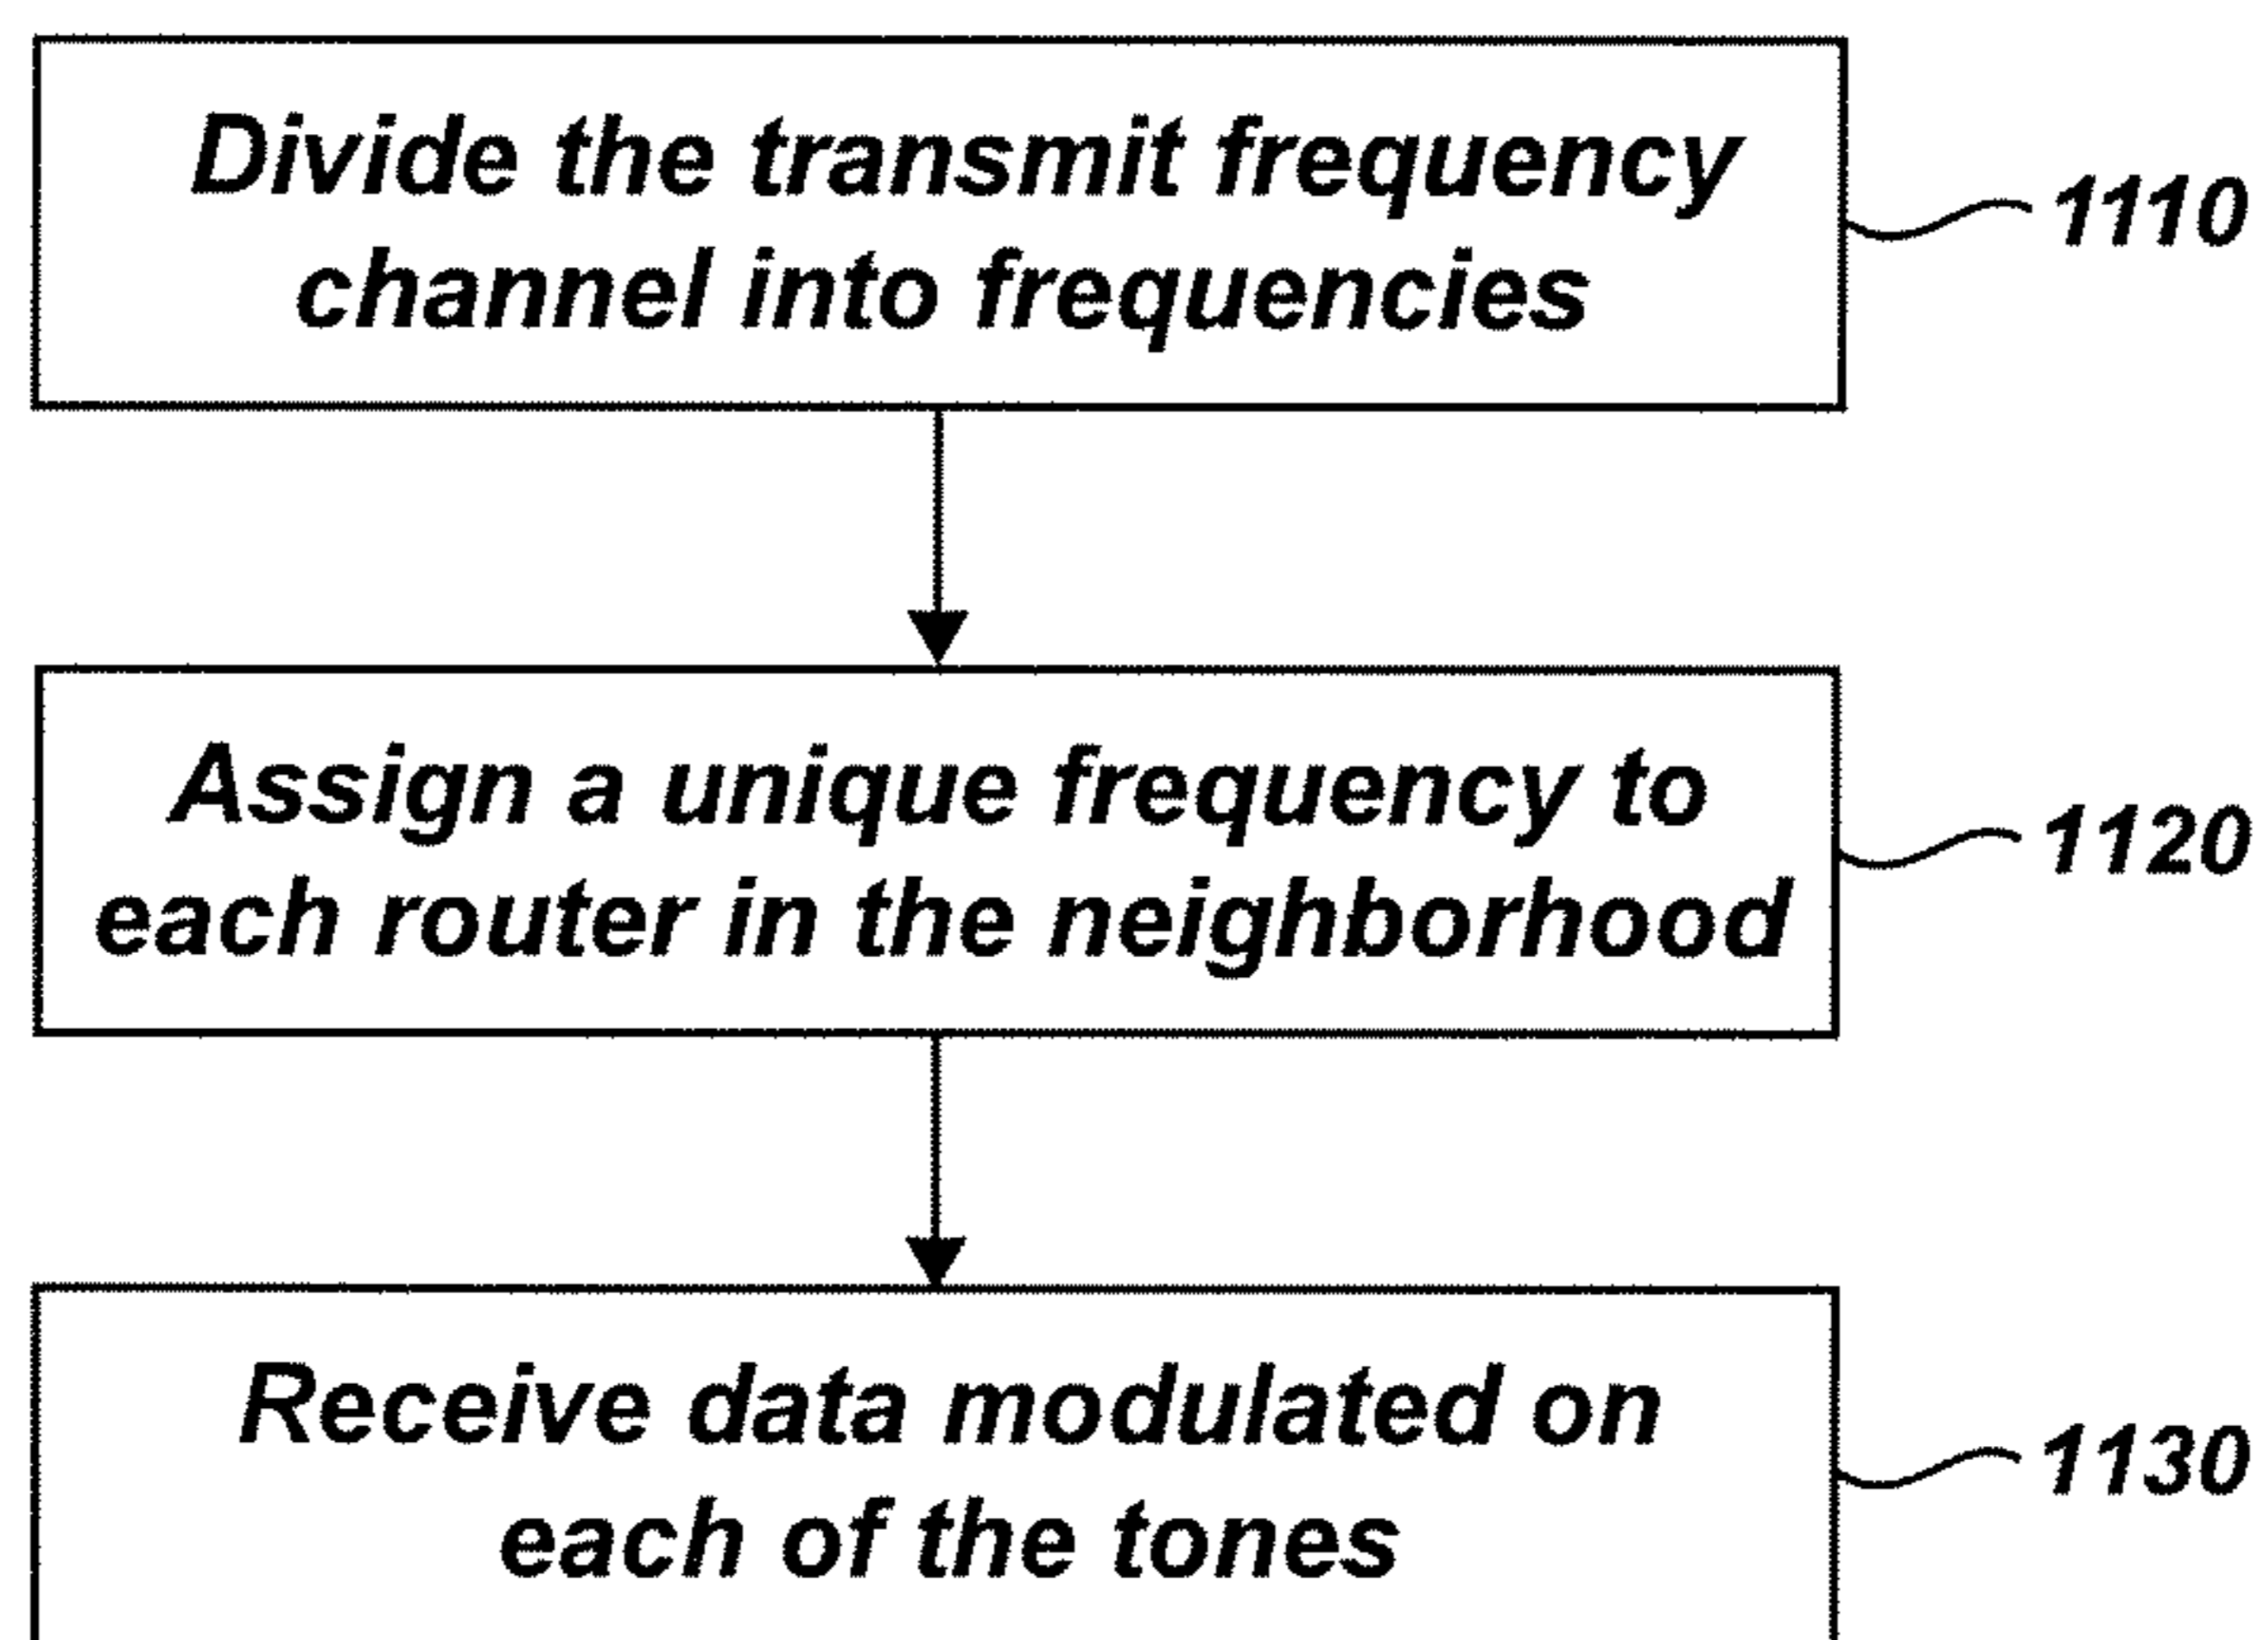 Divide the transmit frequency
channel into frequencies
1110
Assign a unique frequency to
each router in the neighborhood
1120
Receive data modulated on
each of the tones
1130